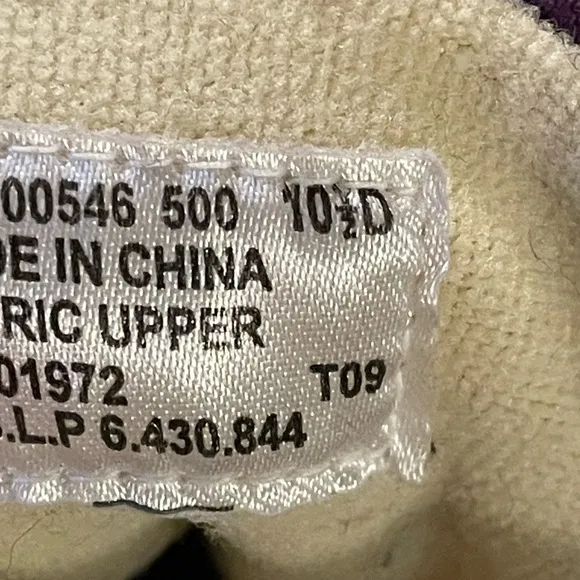 00546 500 10½D
DE IN CHINA
RIC UPPER
01972 T09
.L.P 6.430.844